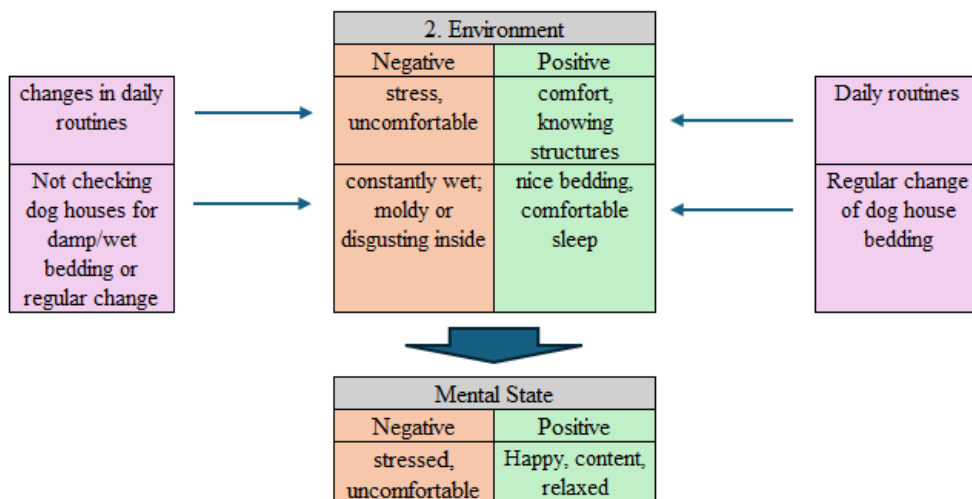 2. Environment
Negative
Positive
changes in daily
routines
stress,
uncomfortable
comfort,
knowing
structures
Daily routines
Not checking
dog houses for
damp/wet
bedding or
regular change
constantly wet;
moldy or
disgusting inside
nice bedding,
comfortable
sleep
Regular change
of dog house
bedding
Mental State
Negative
Positive
stressed,
uncomfortable
Happy, content,
relaxed